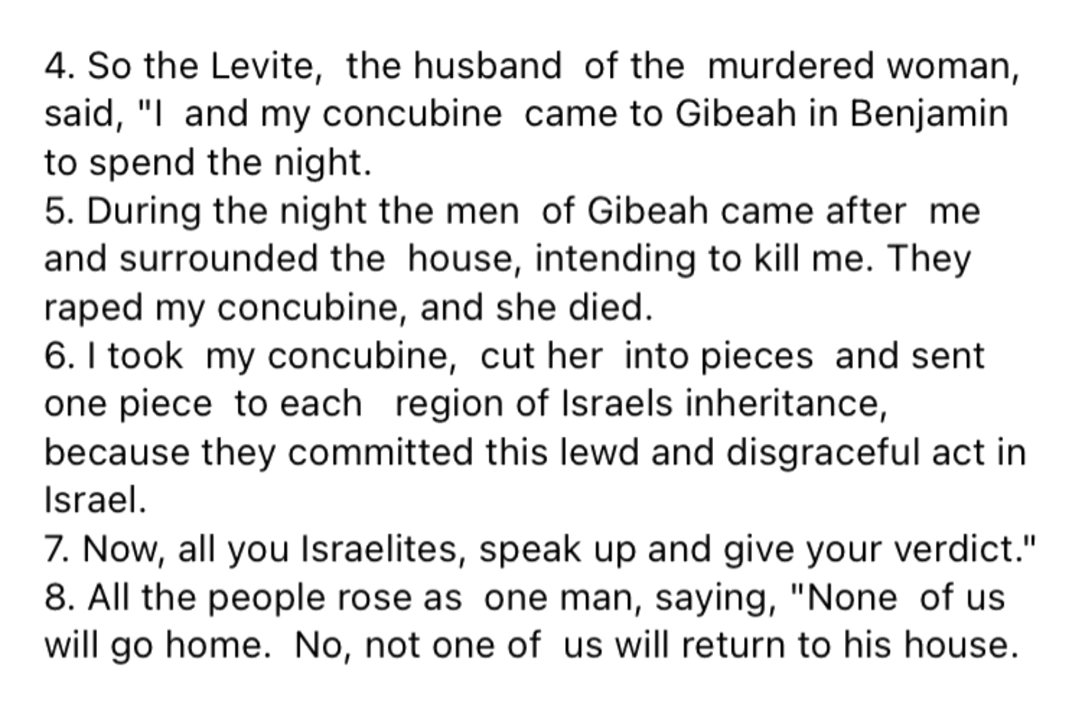 4. So the Levite,  the husband  of the  murdered woman,
said, "I  and my concubine  came to Gibeah in Benjamin
to spend the night.
5. During the night the men  of Gibeah came after  me
and surrounded the  house, intending to kill me. They
raped my concubine, and she died.
6. I took  my concubine,  cut her  into pieces  and sent
one piece  to each   region of Israels inheritance,
because they committed this lewd and disgraceful act in
Israel.
7. Now, all you Israelites, speak up and give your verdict."
8. All the people rose as  one man, saying, "None  of us
will go home.  No, not one of  us will return to his house.